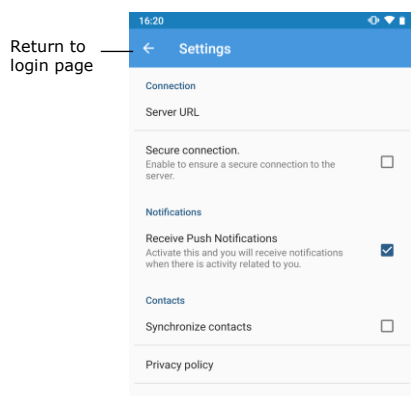 16:20
Return to
login page
Settings
Connection
Server URL
Secure connection.
Enable to ensure a secure connection to the
server.
Notifications
Receive Push Notifications
Activate this and you will receive notifications
when there is activity related to you.
Contacts
Synchronize contacts
Privacy policy